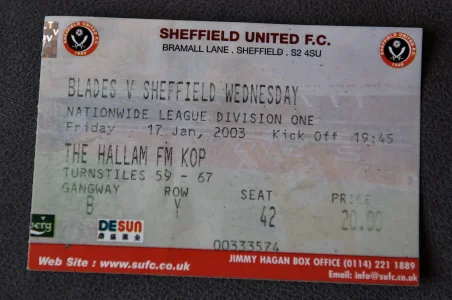 SHEFFIELD UNITED F.C.
BRAMALL LANE . SHEFFIELD . S2 4SU
BLADES V SHEFFIELD WEDNESDAY
NATIONWIDE LEAGUE DIVISION ONE
Friday 17 Jan, 2003 Kick Off 19:45
THE HALLAM FM KOP
TURNSTILES 59 - 67
GANGWAY ROW SEAT PRICE
B Y 42 20.00
berg DESUN
00333574
Web Site : www.sufc.co.uk
JIMMY HAGAN BOX OFFICE (0114) 221 1889
Email: info@sufc.co.uk